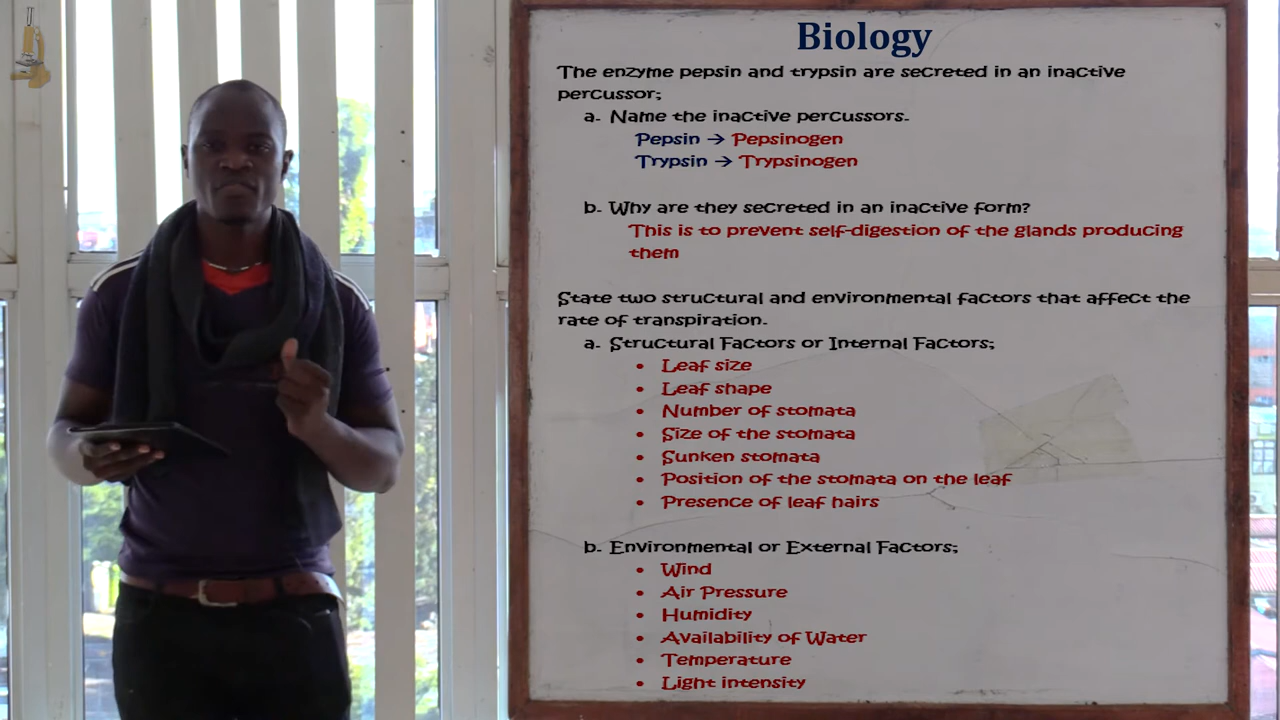 Biology
The enzyme pepsin and trypsin are secreted in an inactive
percussor;
a. Name the inactive percussors.
Pepsin → Pepsinogen
Trypsin → Trypsinogen
b. Why are they secreted in an inactive form?
This is to prevent self-digestion of the glands producing
them
State two structural and environmental factors that affect the
rate of transpiration.
a. Structural Factors or Internal Factors;
• Leaf size
• Leaf shape
• Number of stomata
• Size of the stomata
• Sunken stomata
• Position of the stomata on the leaf
• Presence of leaf hairs
b. Environmental or External Factors;
• Wind
• Air Pressure
• Humidity
• Availability of Water
• Temperature
• Light intensity